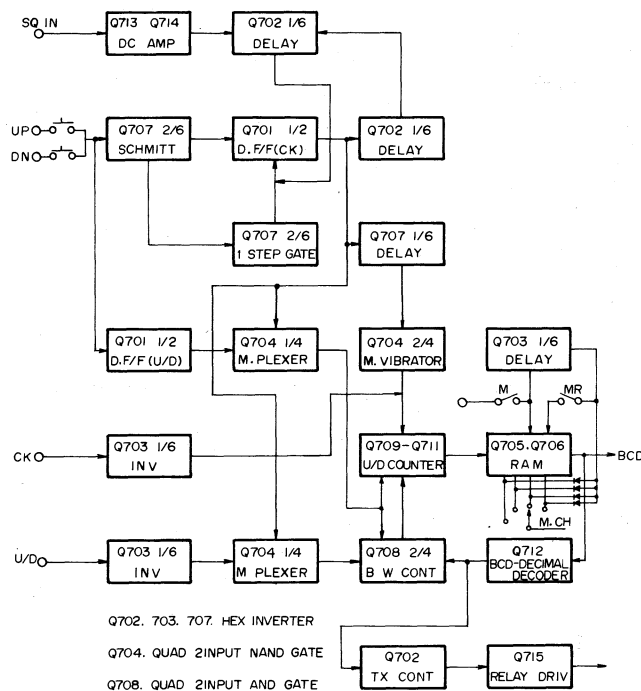 SQ IN
Q713 Q714
DC AMP
Q702 1/6
DELAY
UP
DN
Q707 2/6
SCHMITT
Q701 1/2
D.F/F(CK)
Q702 1/6
DELAY
Q707 2/6
1 STEP GATE
Q707 1/6
DELAY
Q701 1/2
D.F/F(U/D)
Q704 1/4
M.PLEXER
Q704 2/4
M.VIBRATOR
Q703 1/6
DELAY
M
MR
CK
Q703 1/6
INV
Q709-Q711
U/D COUNTER
Q705.Q706
RAM
BCD
M.CH
U/D
Q703 1/6
INV
Q704 1/4
M PLEXER
Q708 2/4
B W CONT
Q712
BCD-DECIMAL
DECODER
Q702. 703. 707. HEX INVERTER
Q704. QUAD 2INPUT NAND GATE
Q708. QUAD 2INPUT AND GATE
Q702
TX CONT
Q715
RELAY DRIV